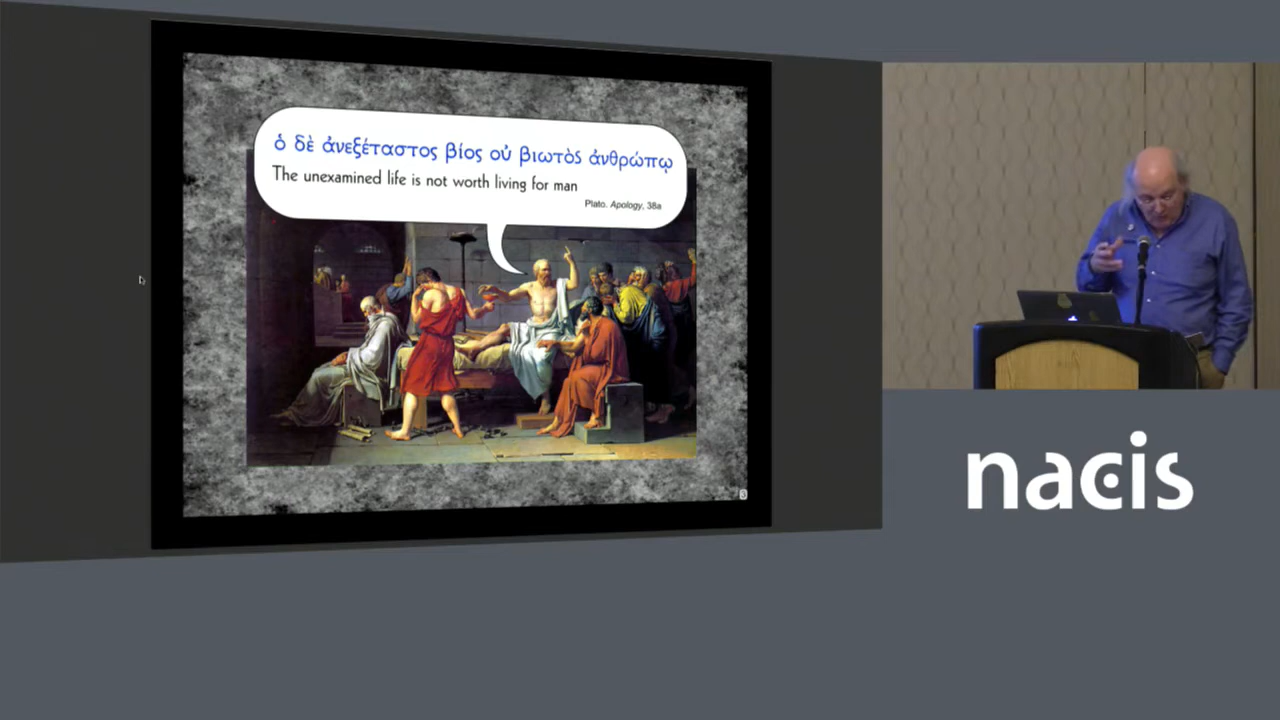 ὁ δὲ ἀνεξέταστος βίος οὐ βιωτὸς ἀνθρώπῳ
The unexamined life is not worth living for man
Plato. Apology, 38a
3
nacis